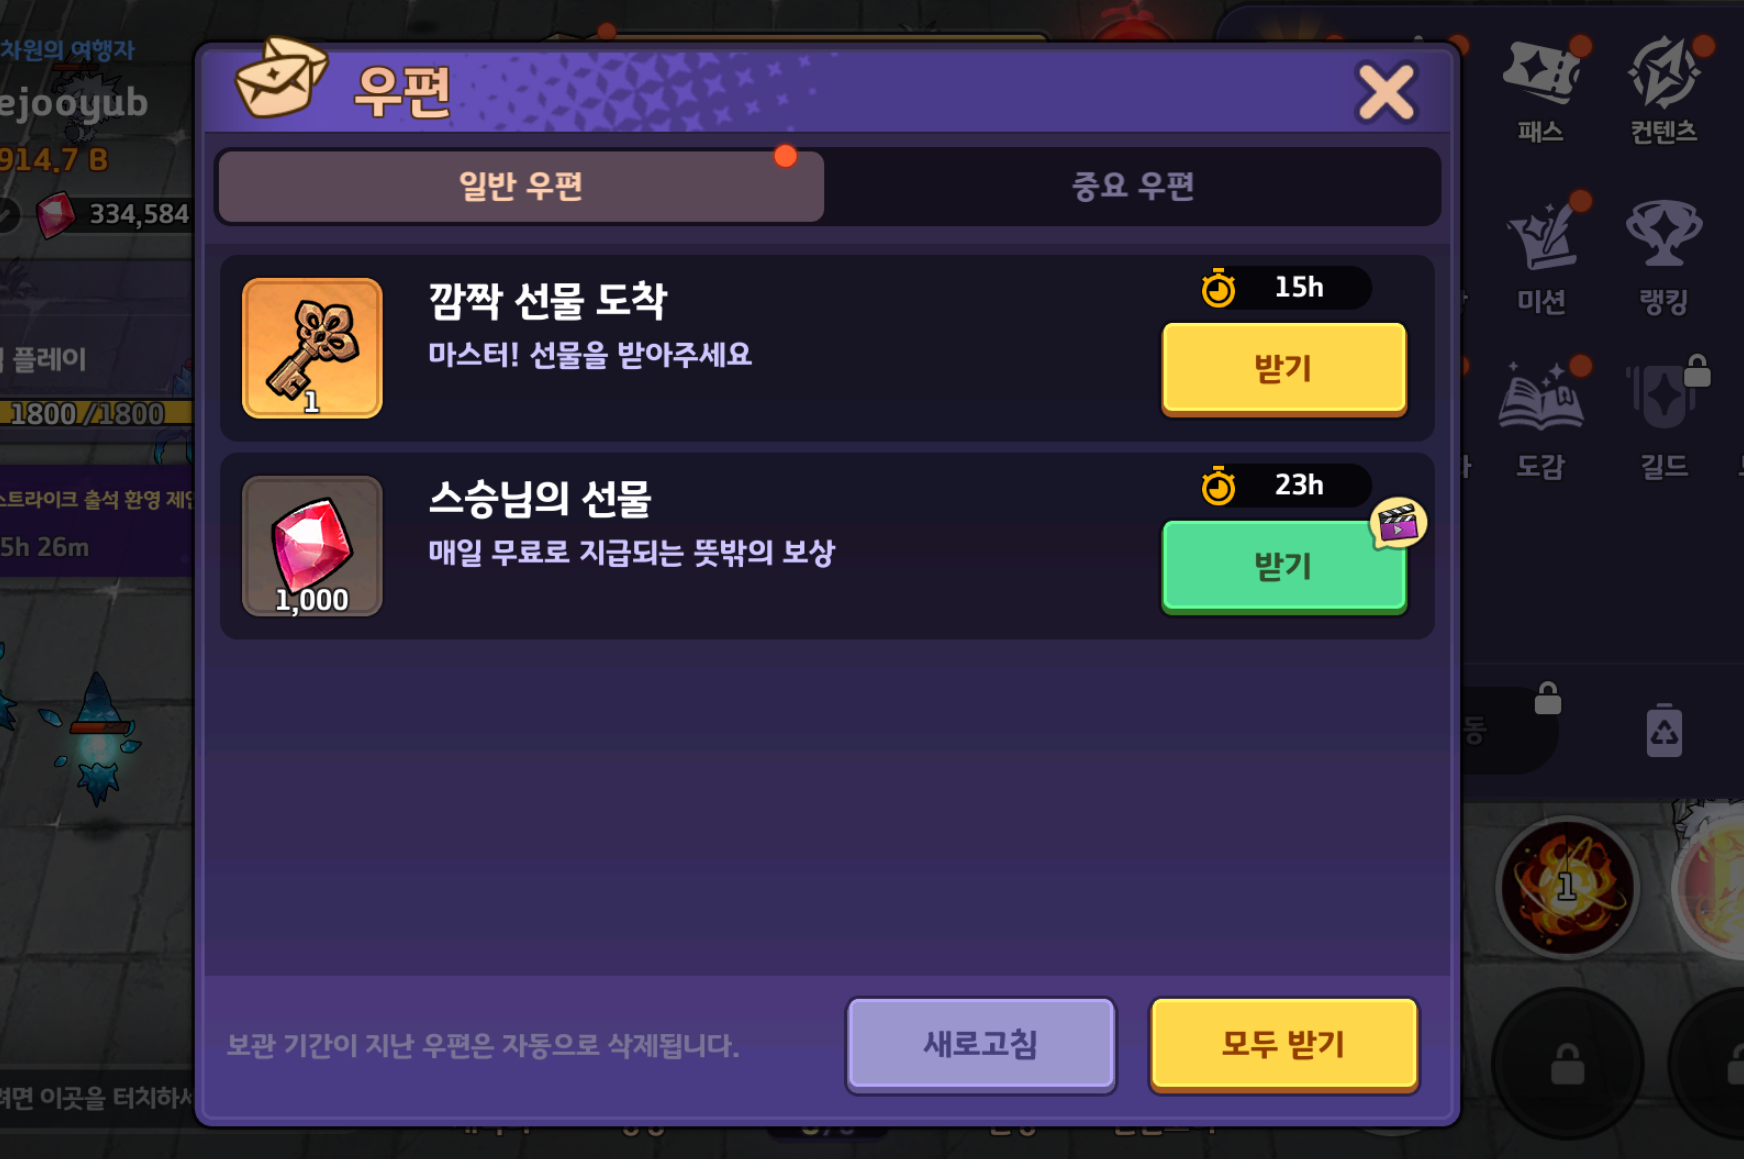 차원의 여행자
ejooyub
914.7 B
334,584
플레이
1800/1800
스트라이크 출석 환영
5h 26m
우편
일반 우편
중요 우편
깜짝 선물 도착
마스터! 선물을 받아주세요
1
15h
받기
스승님의 선물
매일 무료로 지급되는 뜻밖의 보상
1,000
23h
받기
보관 기간이 지난 우편은 자동으로 삭제됩니다.
새로고침
모두 받기
패스
컨텐츠
미션
랭킹
도감
길드
동
1
이곳을